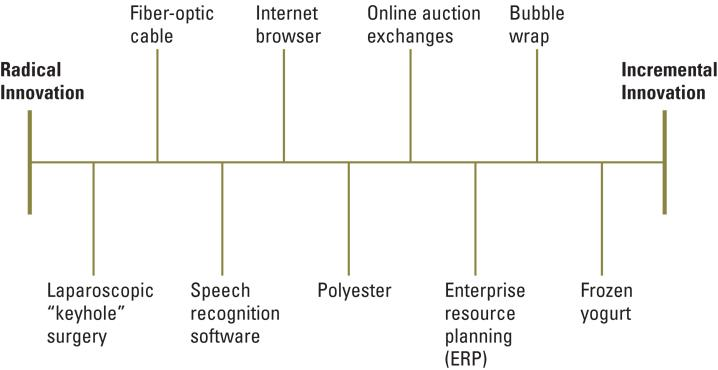 Fiber-optic
cable
Internet
browser
Online auction
exchanges
Bubble
wrap
Radical
Innovation
Incremental
Innovation
Laparoscopic
“keyhole”
surgery
Speech
recognition
software
Polyester
Enterprise
resource
planning
(ERP)
Frozen
yogurt